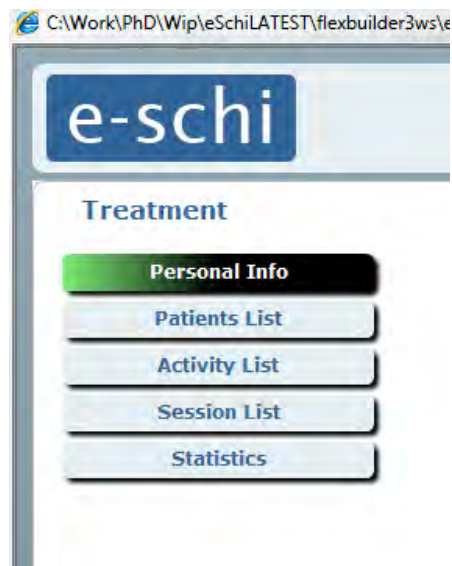 C:\Work\PhD\Wip\eSchiLATEST\flexbuilder3ws\e
e-schi
Treatment
Personal Info
Patients List
Activity List
Session List
Statistics